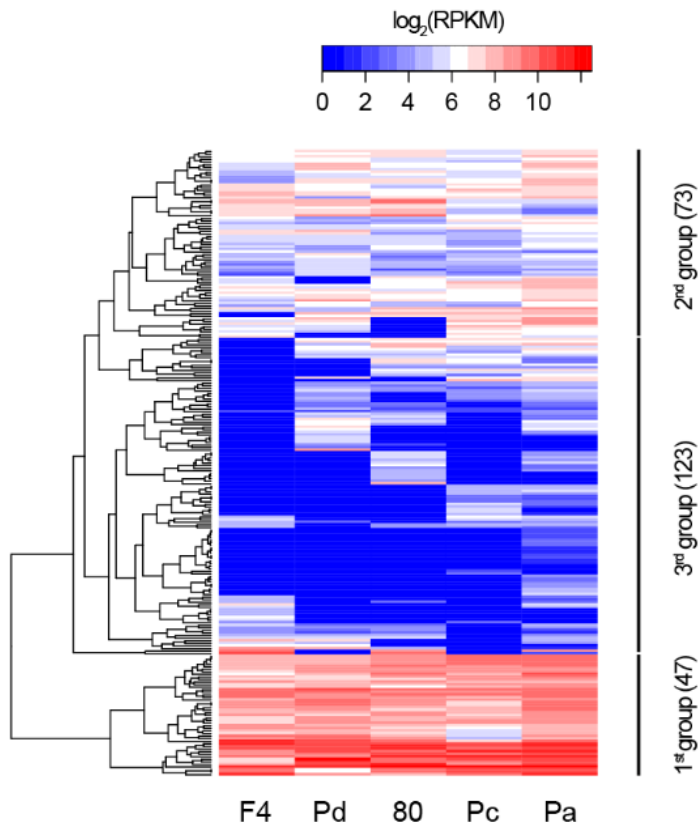 log₂(RPKM)
0 2 4 6 8 10
2nd group (73)
3rd group (123)
1st group (47)
F4 Pd 80 Pc Pa